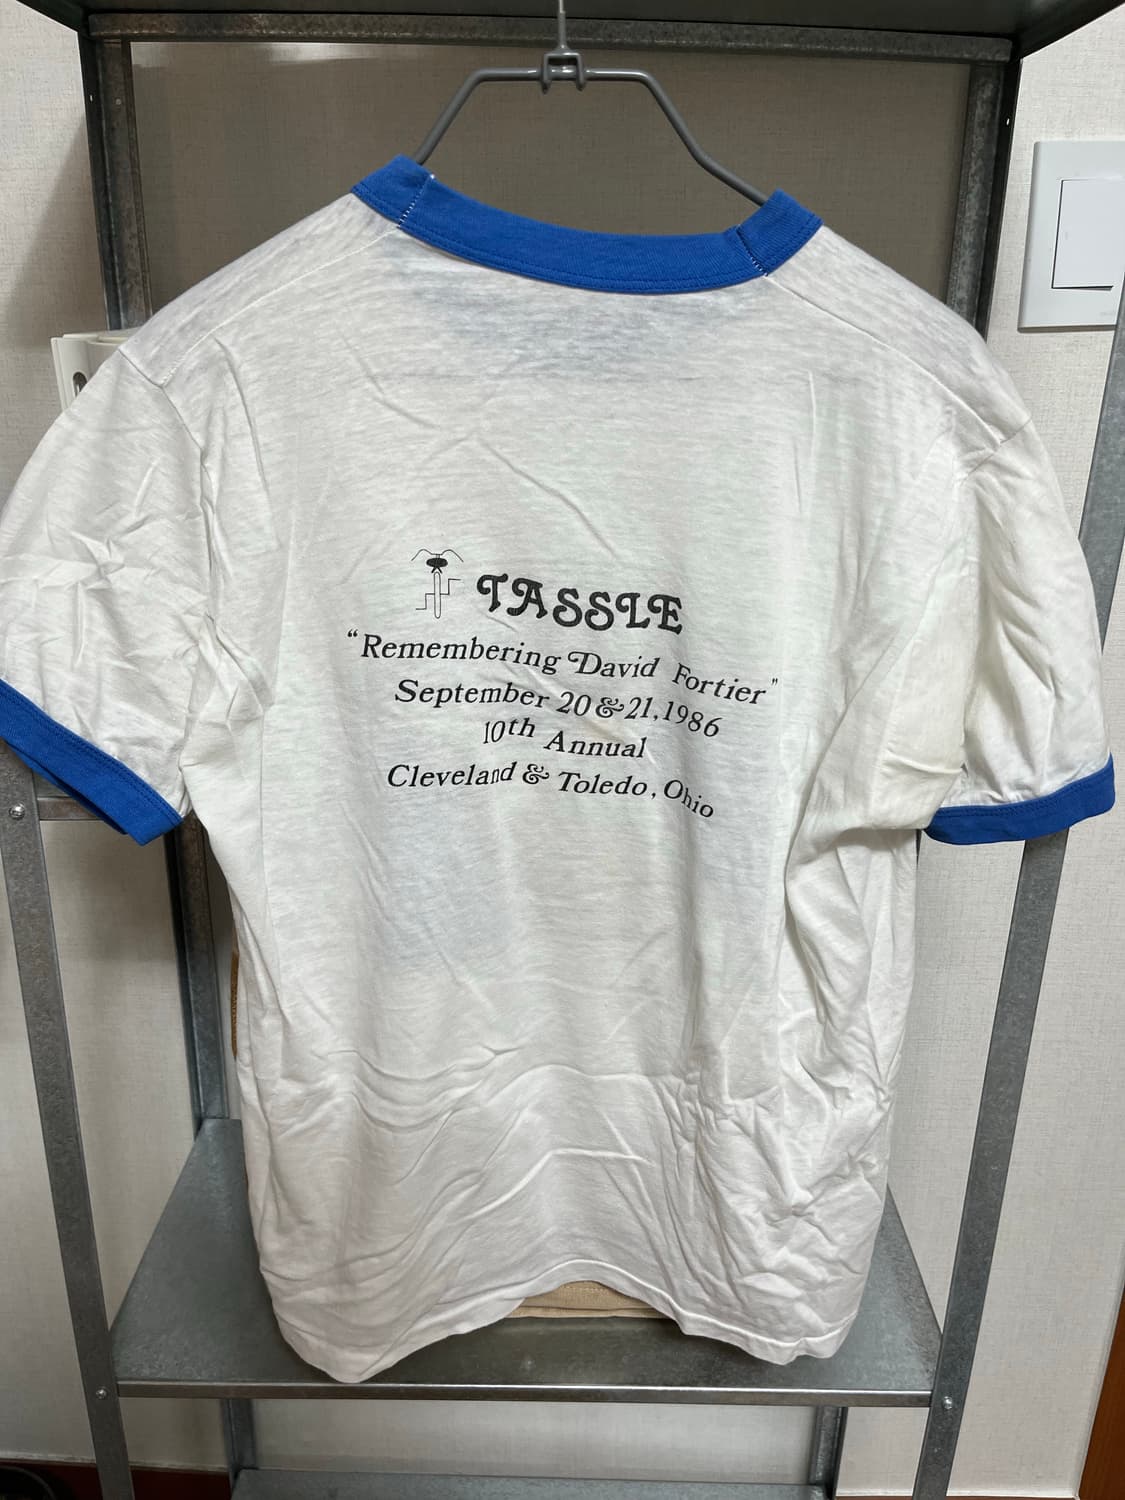 TASSLE
"Remembering David Fortier"
September 20 & 21, 1986
10th Annual
Cleveland & Toledo, Ohio